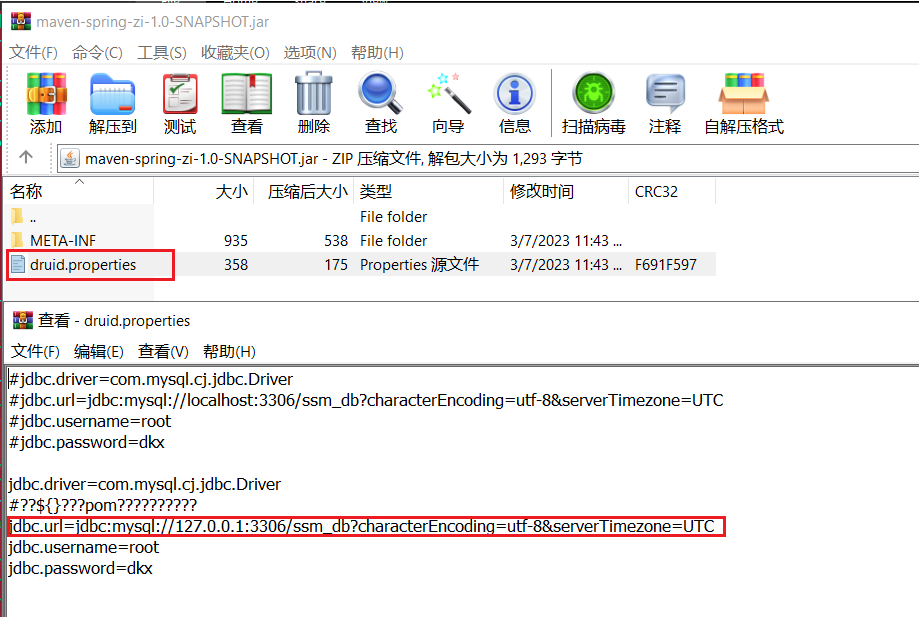 maven-spring-zi-1.0-SNAPSHOT.jar
文件(F) 命令(C) 工具(S) 收藏夹(O) 选项(N) 帮助(H)
添加 解压到 测试 查看 删除 查找 向导 信息 扫描病毒 注释 自解压格式
maven-spring-zi-1.0-SNAPSHOT.jar - ZIP 压缩文件, 解包大小为 1,293 字节
名称 大小 压缩后大小 类型 修改时间 CRC32
.. File folder
META-INF 935 538 File folder 3/7/2023 11:43 ...
druid.properties 358 175 Properties 源文件 3/7/2023 11:43 ... F691F597
查看 - druid.properties
文件(F) 编辑(E) 查看(V) 帮助(H)
#jdbc.driver=com.mysql.cj.jdbc.Driver
#jdbc.url=jdbc:mysql://localhost:3306/ssm_db?characterEncoding=utf-8&serverTimezone=UTC
#jdbc.username=root
#jdbc.password=dkx
jdbc.driver=com.mysql.cj.jdbc.Driver
#??${}???pom??????????
jdbc.url=jdbc:mysql://127.0.0.1:3306/ssm_db?characterEncoding=utf-8&serverTimezone=UTC
jdbc.username=root
jdbc.password=dkx